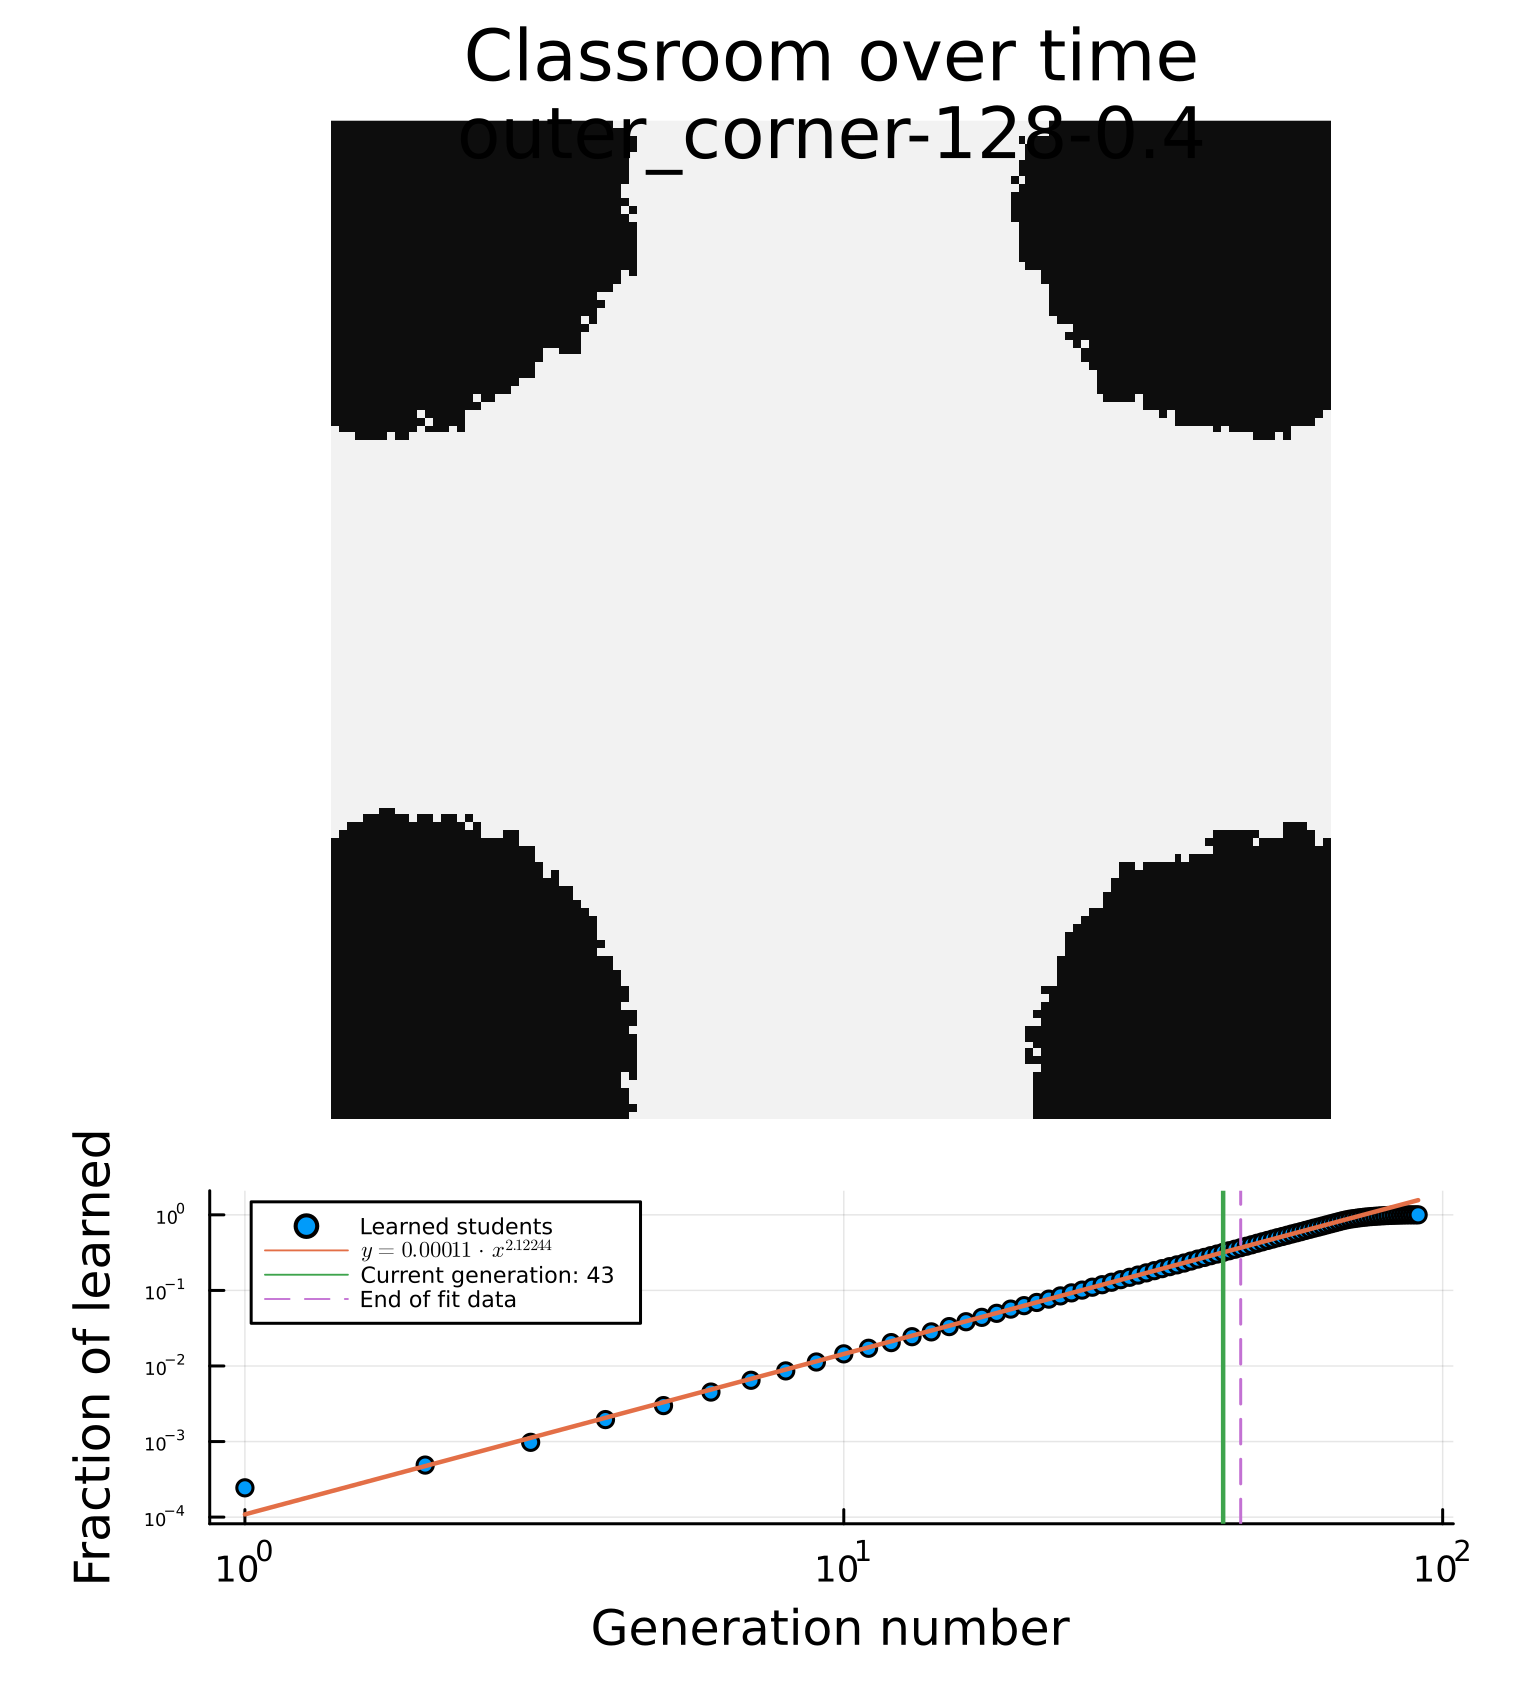 Classroom over time
outer_corner-128-0.4
Fraction of learned
10^0
10^−1
10^−2
10^−3
10^−4
Learned students
y = 0.00011 · x^2.12244
Current generation: 43
End of fit data
10^0
10^1
10^2
Generation number